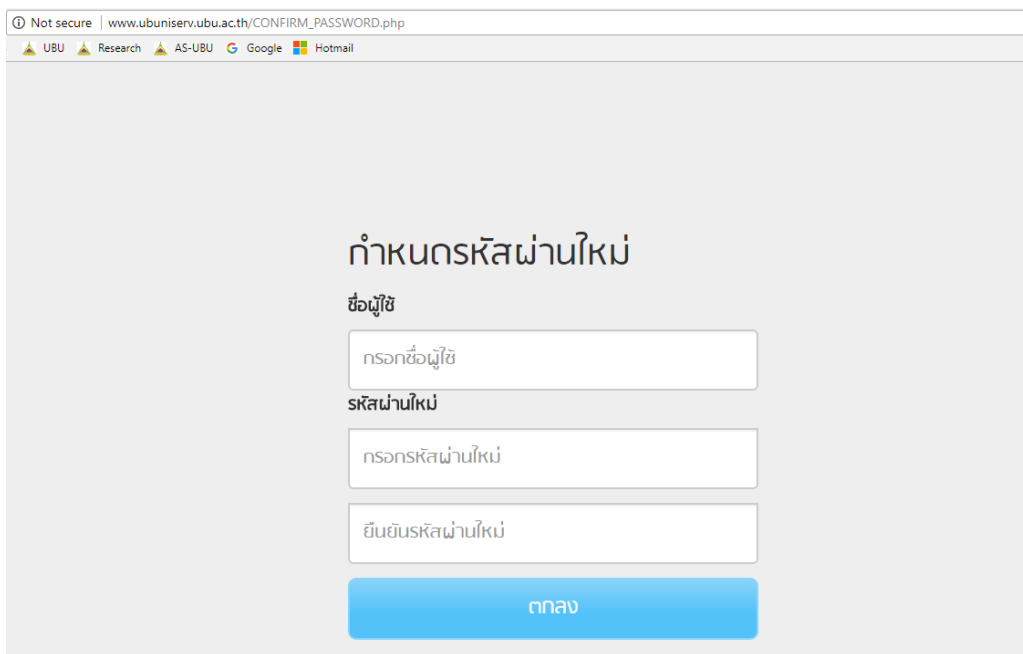 Not secure | www.ubuniserv.ubu.ac.th/CONFIRM_PASSWORD.php
UBU Research AS-UBU Google Hotmail
กำหนดรหัสผ่านใหม่
ชื่อผู้ใช้
กรอกชื่อผู้ใช้
รหัสผ่านใหม่
กรอกรหัสผ่านใหม่
ยืนยันรหัสผ่านใหม่
ตกลง